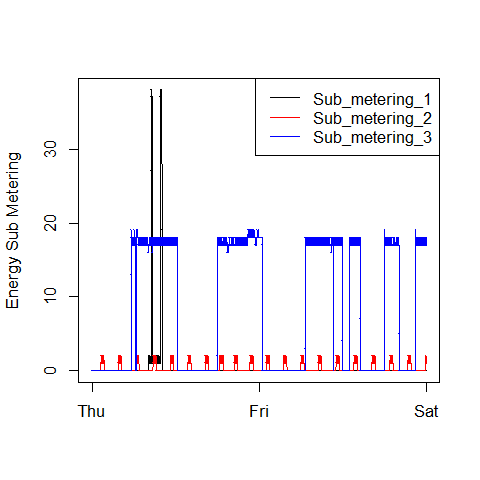 Sub_metering_1
Sub_metering_2
Sub_metering_3
Energy Sub Metering
30
20
10
0
Thu Fri Sat